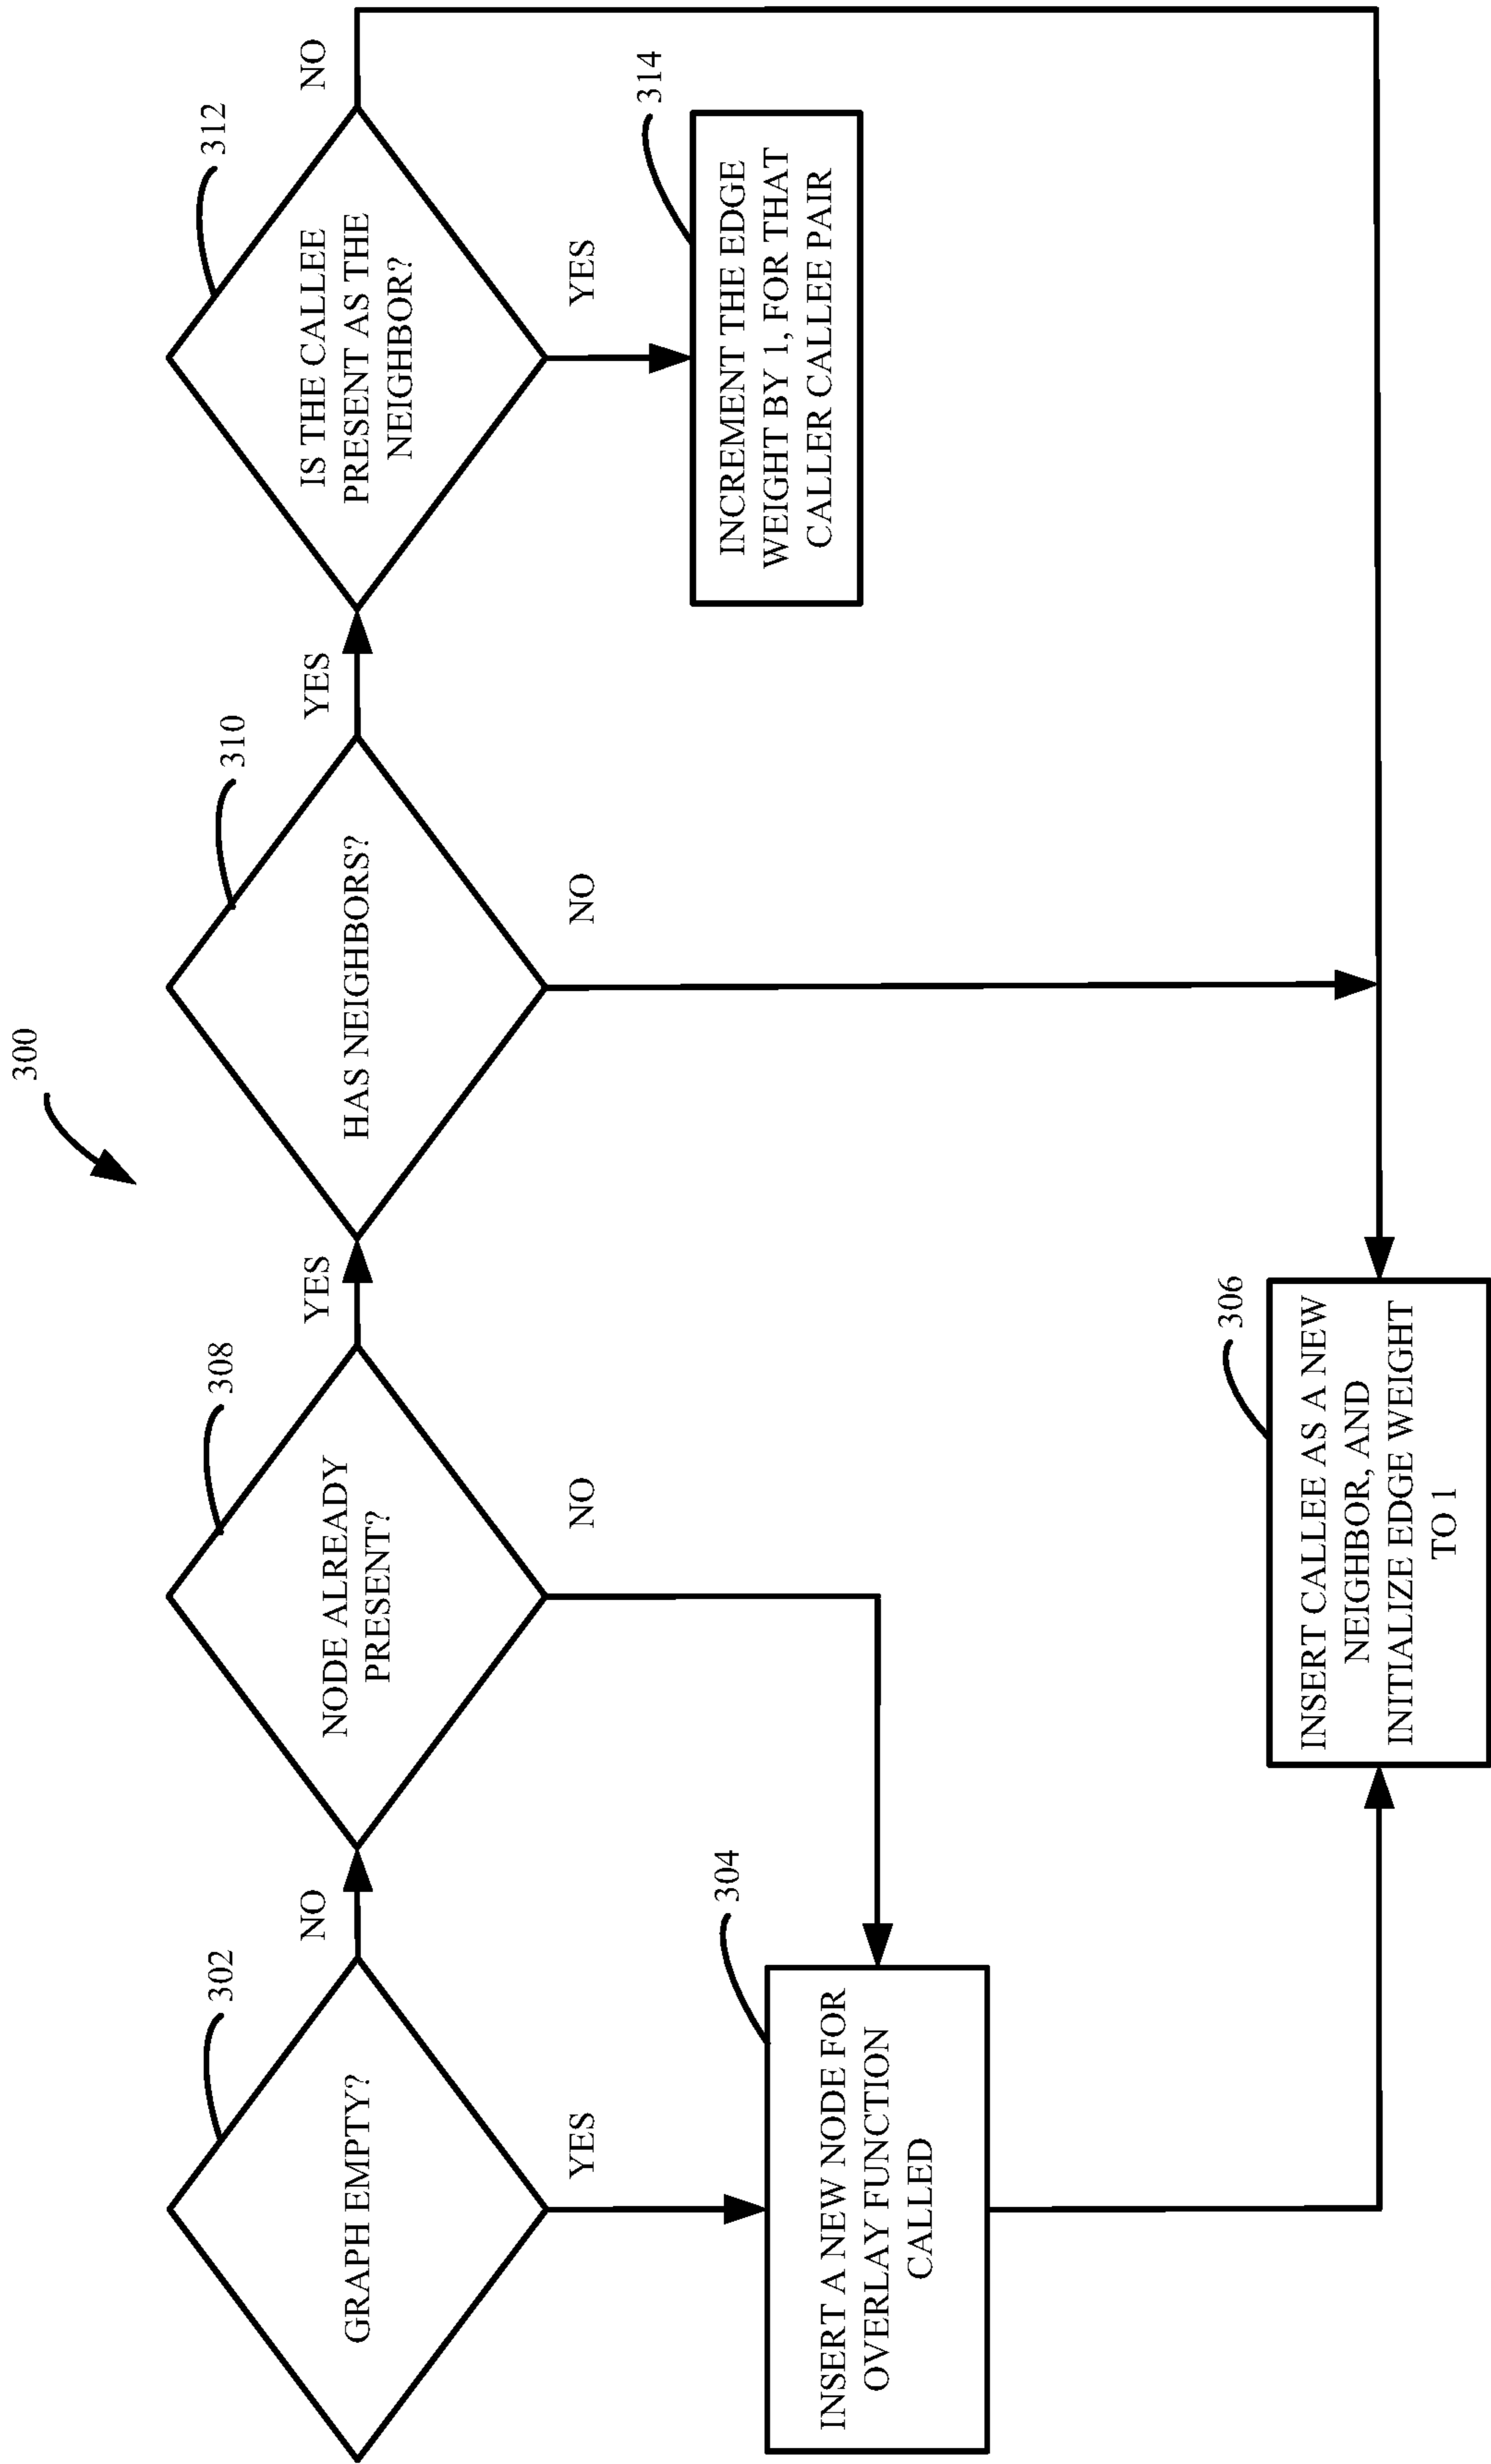 300
302
GRAPH EMPTY?
NO
308
NODE ALREADY
PRESENT?
YES
310
HAS NEIGHBORS?
YES
312
IS THE CALLEE
PRESENT AS THE
NEIGHBOR?
NO
YES
NO
NO
YES
304
INSERT A NEW NODE FOR
OVERLAY FUNCTION
CALLED
314
INCREMENT THE EDGE
WEIGHT BY 1, FOR THAT
CALLER CALLEE PAIR
306
INSERT CALLEE AS A NEW
NEIGHBOR, AND
INITIALIZE EDGE WEIGHT
TO 1